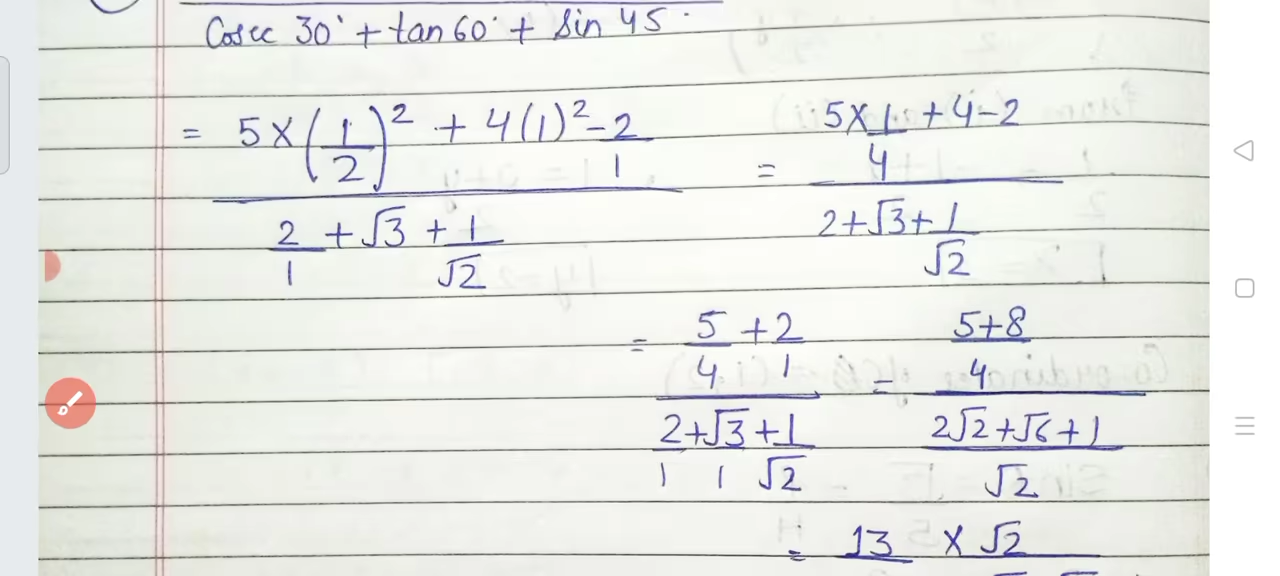 Cosec 30° + tan 60° + Sin 45°
= 5 × (1/2)² + 4(1)² - 2/1 = 5 × 1/4 + 4 - 2
2/1 + √3 + 1/√2 2 + √3 + 1/√2
= 5/4 + 2/1 = 5+8/4
2/1 + √3/1 + 1/√2 2√2 + √6 + 1/√2
= 13 × √2